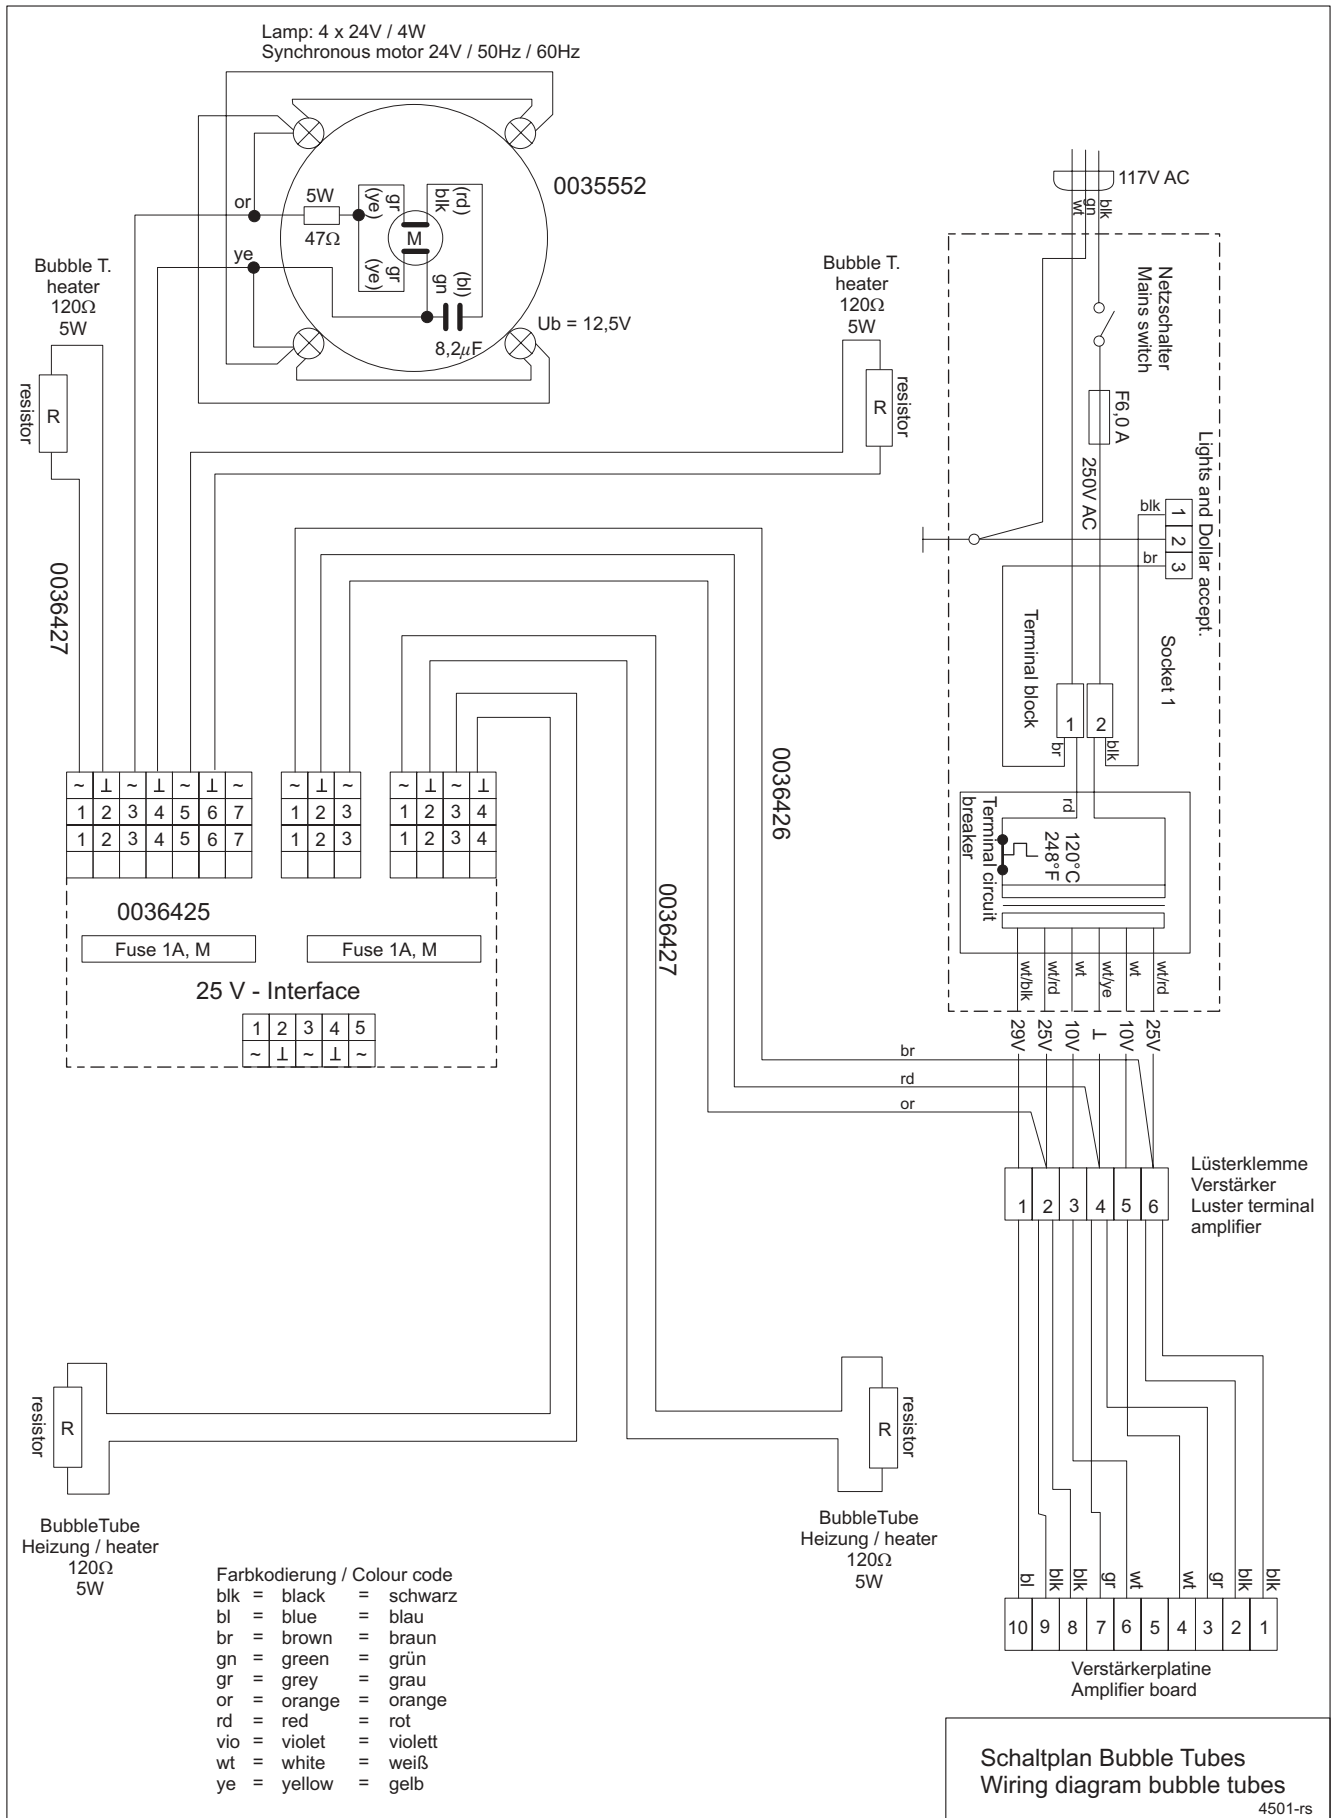 Lamp: 4 x 24V / 4W
Synchronous motor 24V / 50Hz / 60Hz
0035552
or
5W
47Ω
gr
(ye)
blk
(rd)
M
ye
gr
(ye)
gn
(bl)
8,2µF
Ub = 12,5V
Bubble T.
heater
120Ω
5W
R
resistor
Bubble T.
heater
120Ω
5W
R
resistor
0036427
117V AC
wt
gn
blk
Netzschalter
Mains switch
F6,0 A
250V AC
Lights and Dollar accept.
blk
1
2
3
br
Socket 1
Terminal block
1
2
br
blk
rd
Terminal circuit
breaker
120°C
248°F
wt/blk
wt/rd
wt
wt/ye
wt
wt/rd
29V
25V
10V
⊥
10V
25V
~ ⊥ ~ ⊥ ~ ⊥ ~
1 2 3 4 5 6 7
1 2 3 4 5 6 7
~ ⊥ ~
1 2 3
1 2 3
~ ⊥ ~ ⊥
1 2 3 4
1 2 3 4
0036425
Fuse 1A, M
Fuse 1A, M
25 V - Interface
1 2 3 4 5
~ ⊥ ~ ⊥ ~
0036426
0036427
br
rd
or
1 2 3 4 5 6
Lüsterklemme
Verstärker
Luster terminal
amplifier
R
resistor
BubbleTube
Heizung / heater
120Ω
5W
R
resistor
BubbleTube
Heizung / heater
120Ω
5W
bl
blk
blk
gr
wt
wt
gr
blk
blk
10 9 8 7 6 5 4 3 2 1
Verstärkerplatine
Amplifier board
Farbkodierung / Colour code
blk = black = schwarz
bl = blue = blau
br = brown = braun
gn = green = grün
gr = grey = grau
or = orange = orange
rd = red = rot
vio = violet = violett
wt = white = weiß
ye = yellow = gelb
Schaltplan Bubble Tubes
Wiring diagram bubble tubes
4501-rs